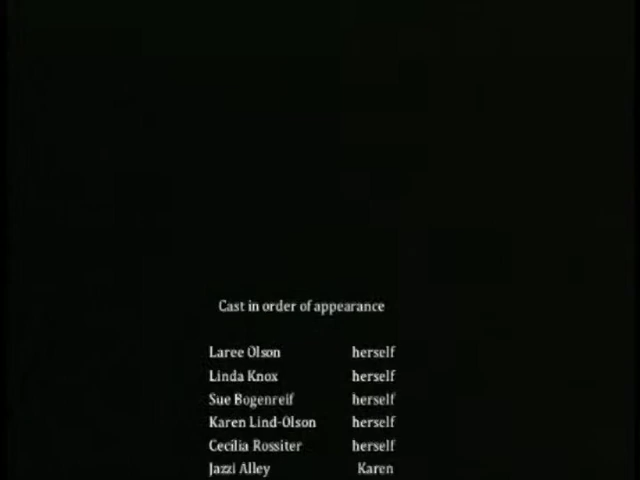 Cast in order of appearance
Laree Olson herself
Linda Knox herself
Sue Bogenreif herself
Karen Lind-Olson herself
Cecilia Rossiter herself
Jazzi Alley Karen